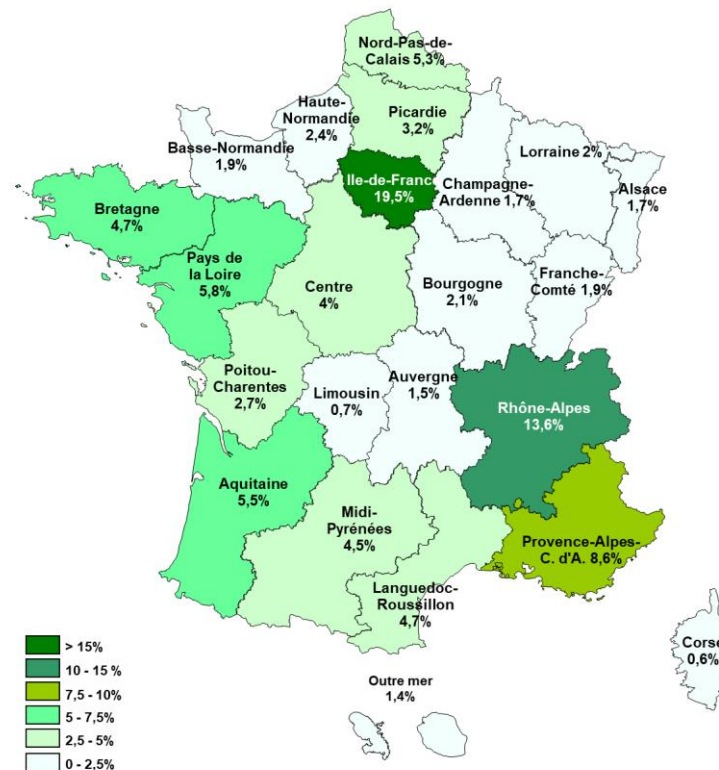 Nord-Pas-de-
Calais 5,3%
Haute-
Normandie
2,4%
Picardie
3,2%
Basse-Normandie
1,9%
Lorraine 2%
Ile-de-Franc
19,5%
Champagne-
Ardenne 1,7%
Alsace
1,7%
Bretagne
4,7%
Pays de
la Loire
5,8%
Centre
4%
Bourgogne
2,1%
Franche-
Comté 1,9%
Poitou-
Charentes
2,7%
Limousin
0,7%
Auvergne
1,5%
Rhône-Alpes
13,6%
Aquitaine
5,5%
Midi-
Pyrénées
4,5%
Provence-Alpes-
C. d'A. 8,6%
Languedoc-
Roussillon
4,7%
Corse
0,6%
Outre mer
1,4%
> 15%
10 - 15 %
7,5 - 10%
5 - 7,5%
2,5 - 5%
0 - 2,5%